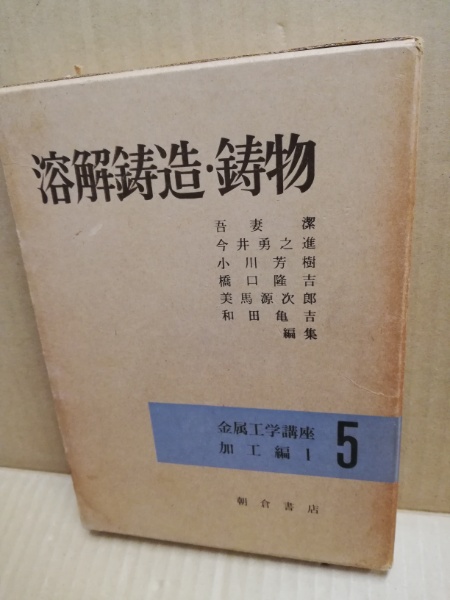 溶解鋳造・鋳物
吾妻潔
今井勇之進
小川芳樹
橋口隆吉
美馬源次郎
和田亀吉
編集
金属工学講座
加工編 I
5
朝倉書店